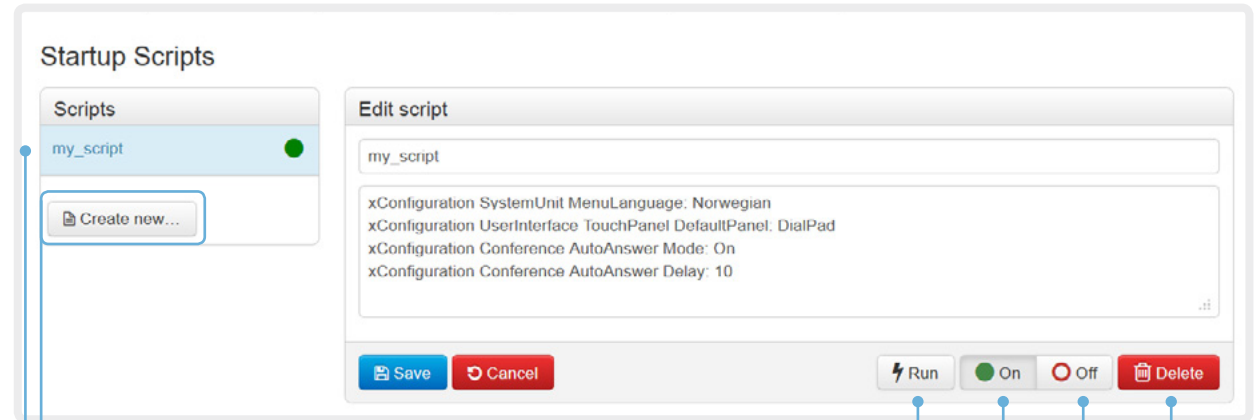 Startup Scripts
Scripts
my_script
Create new...
Edit script
my_script
xConfiguration SystemUnit MenuLanguage: Norwegian
xConfiguration UserInterface TouchPanel DefaultPanel: DialPad
xConfiguration Conference AutoAnswer Mode: On
xConfiguration Conference AutoAnswer Delay: 10
Save Cancel Run On Off Delete